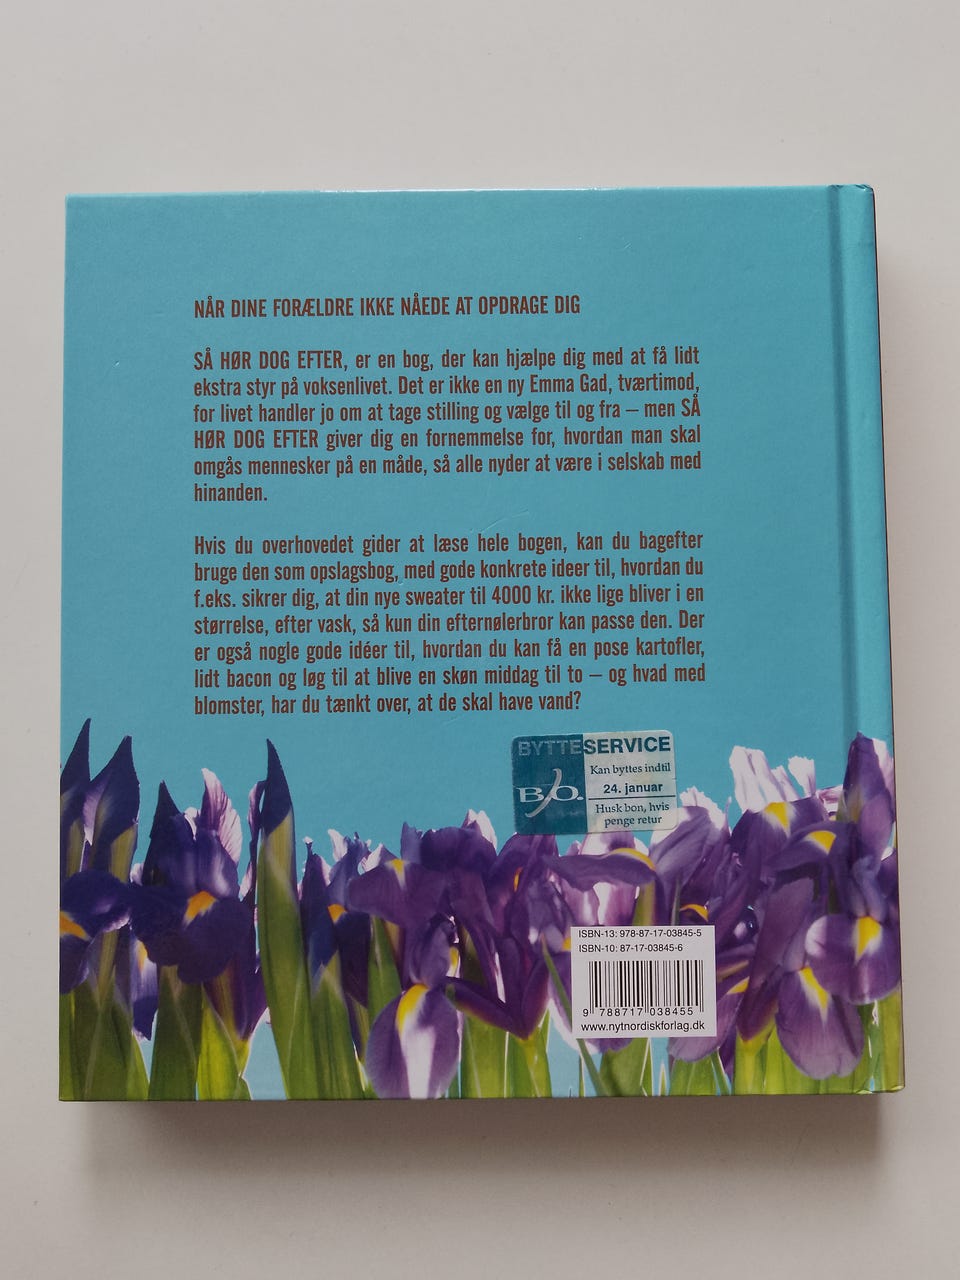 NÅR DINE FORÆLDRE IKKE NÅEDE AT OPDRAGE DIG
SÅ HØR DOG EFTER, er en bog, der kan hjælpe dig med at få lidt
ekstra styr på voksenlivet. Det er ikke en ny Emma Gad, tværtimod,
for livet handler jo om at tage stilling og vælge til og fra – men SÅ
HØR DOG EFTER giver dig en fornemmelse for, hvordan man skal
omgås mennesker på en måde, så alle nyder at være i selskab med
hinanden.
Hvis du overhovedet gider at læse hele bogen, kan du bagefter
bruge den som opslagsbog, med gode konkrete ideer til, hvordan du
f.eks. sikrer dig, at din nye sweater til 4000 kr. ikke lige bliver i en
størrelse, efter vask, så kun din efternølerbror kan passe den. Der
er også nogle gode idéer til, hvordan du kan få en pose kartofler,
lidt bacon og løg til at blive en skøn middag til to – og hvad med
blomster, har du tænkt over, at de skal have vand?
BYTTESERVICE
Kan byttes indtil
B/O.
24. januar
Husk bon, hvis
penge retur
ISBN-13: 978-87-17-03845-5
ISBN-10: 87-17-03845-6
9 788717 038455
www.nytnordiskforlag.dk